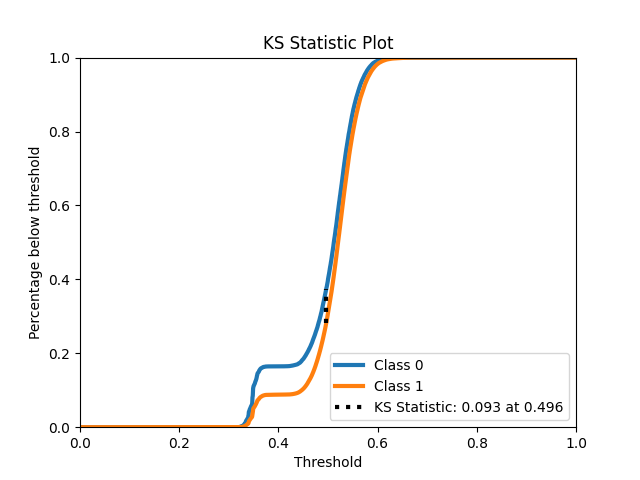 KS Statistic Plot
Percentage below threshold
1.0
0.8
0.6
0.4
0.2
0.0
Class 0
Class 1
KS Statistic: 0.093 at 0.496
0.0 0.2 0.4 0.6 0.8 1.0
Threshold